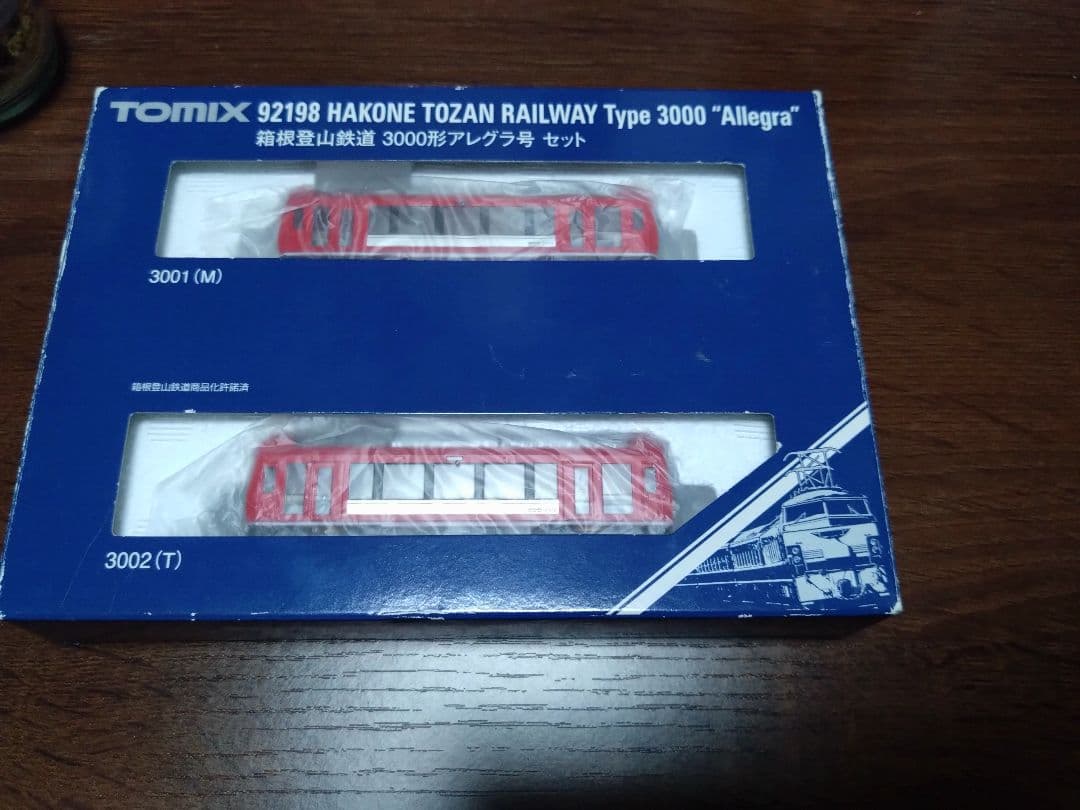 TOMIX 92198 HAKONE TOZAN RAILWAY Type 3000 "Allegra"
箱根登山鉄道 3000形アレグラ号 セット
3001(M)
箱根登山鉄道商品化許諾済
3002(T)